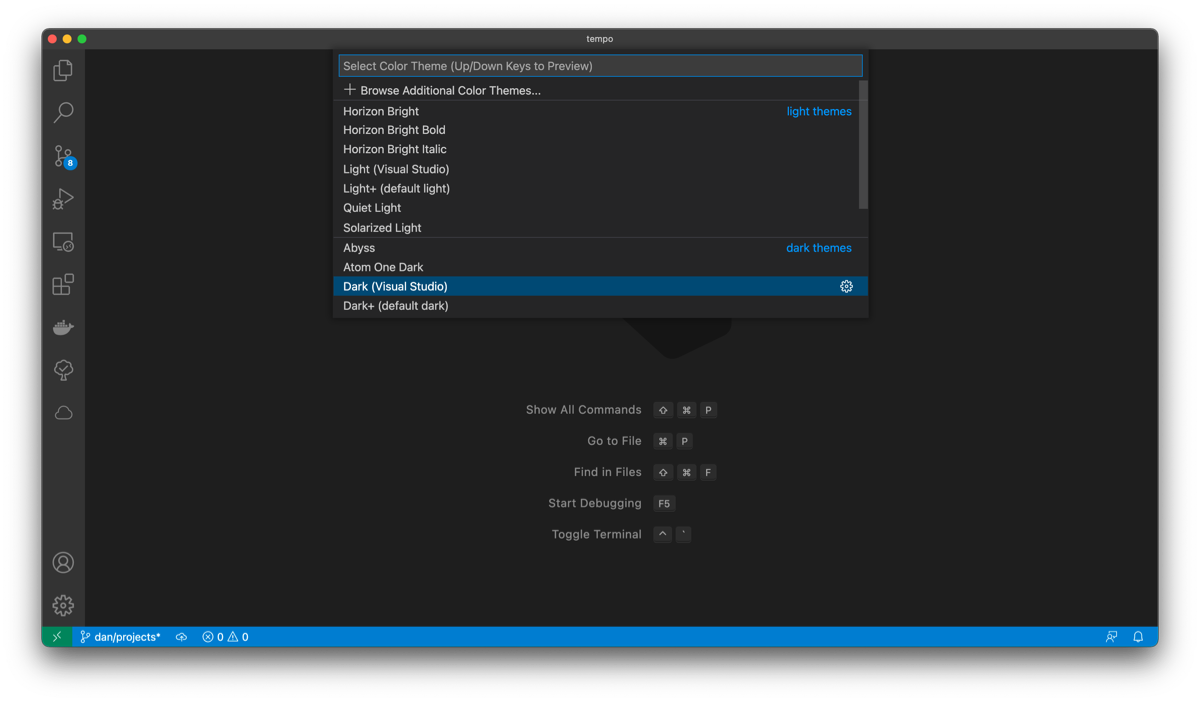 tempo
Select Color Theme (Up/Down Keys to Preview)
Browse Additional Color Themes...
Horizon Bright light themes
Horizon Bright Bold
Horizon Bright Italic
Light (Visual Studio)
Light+ (default light)
Quiet Light
Solarized Light
Abyss dark themes
Atom One Dark
Dark (Visual Studio)
Dark+ (default dark)
8
Show All Commands ⇧ ⌘ P
Go to File ⌘ P
Find in Files ⇧ ⌘ F
Start Debugging F5
Toggle Terminal ^ `
dan/projects* 0 0